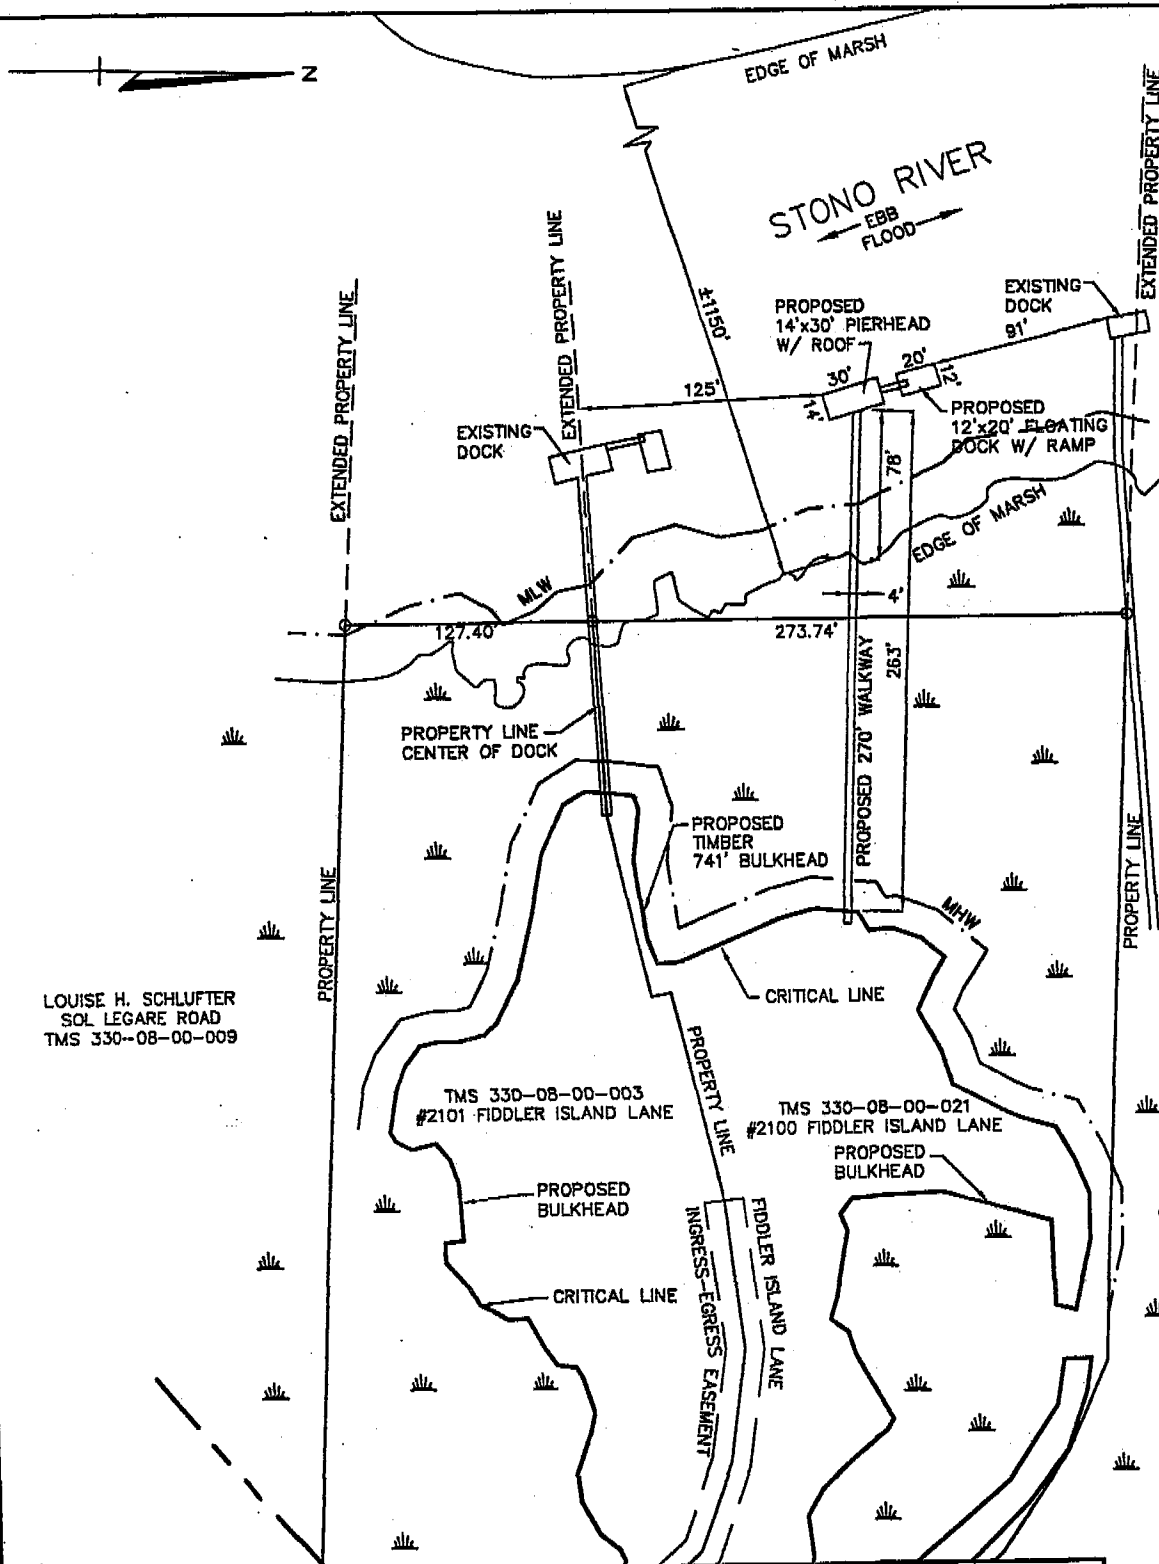 EDGE OF MARSH
N
EXTENDED PROPERTY LINE
STONO RIVER
EBB
FLOOD
EXTENDED PROPERTY LINE
EXTENDED PROPERTY LINE
±1150'
PROPOSED
14'x30' PIERHEAD
W/ ROOF
EXISTING
DOCK
91'
20'
12'
30'
14'
125'
PROPOSED
12'x20' FLOATING
DOCK W/ RAMP
EXISTING
DOCK
78'
EDGE OF MARSH
MLW
4'
127.40'
273.74'
263'
PROPOSED 270' WALKWAY
PROPERTY LINE
CENTER OF DOCK
PROPOSED
TIMBER
741' BULKHEAD
PROPERTY LINE
PROPERTY LINE
MHW
CRITICAL LINE
LOUISE H. SCHLUFTER
SOL LEGARE ROAD
TMS 330-08-00-009
PROPERTY LINE
TMS 330-08-00-003
#2101 FIDDLER ISLAND LANE
TMS 330-08-00-021
#2100 FIDDLER ISLAND LANE
PROPOSED
BULKHEAD
PROPOSED
BULKHEAD
CRITICAL LINE
INGRESS-EGRESS EASEMENT
FIDDLER ISLAND LANE